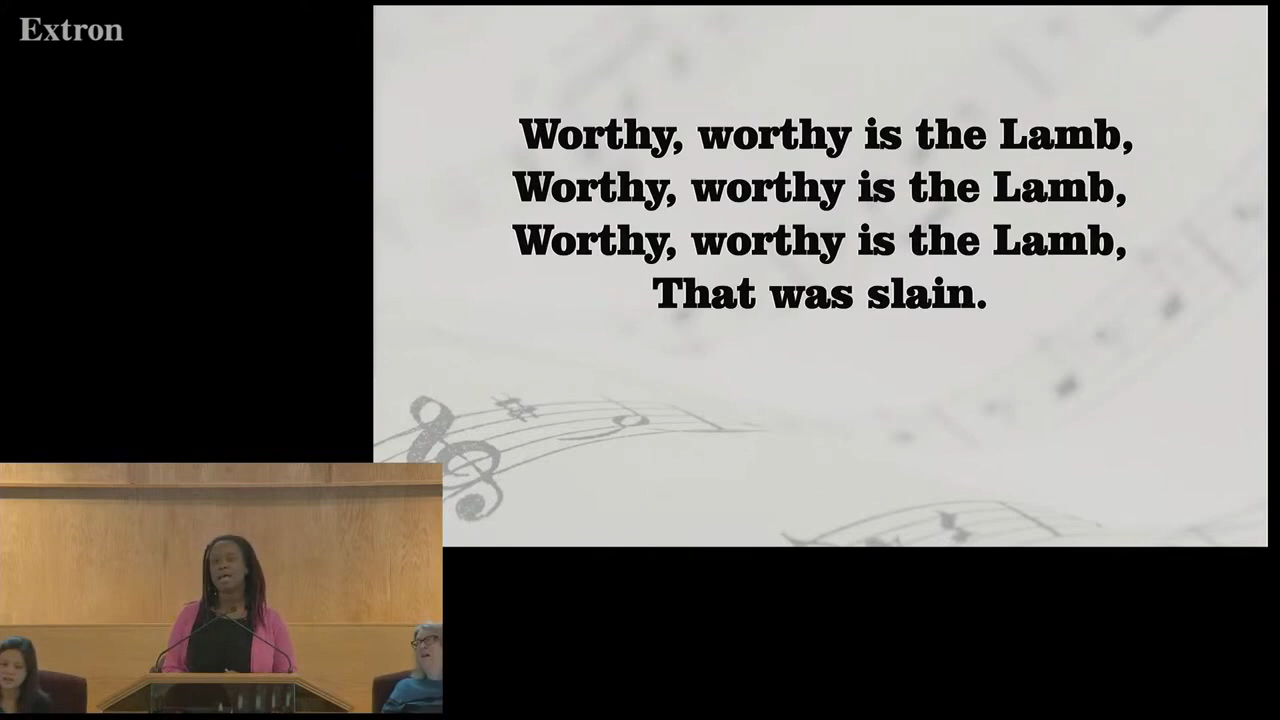 Extron
Worthy, worthy is the Lamb,
Worthy, worthy is the Lamb,
Worthy, worthy is the Lamb,
That was slain.